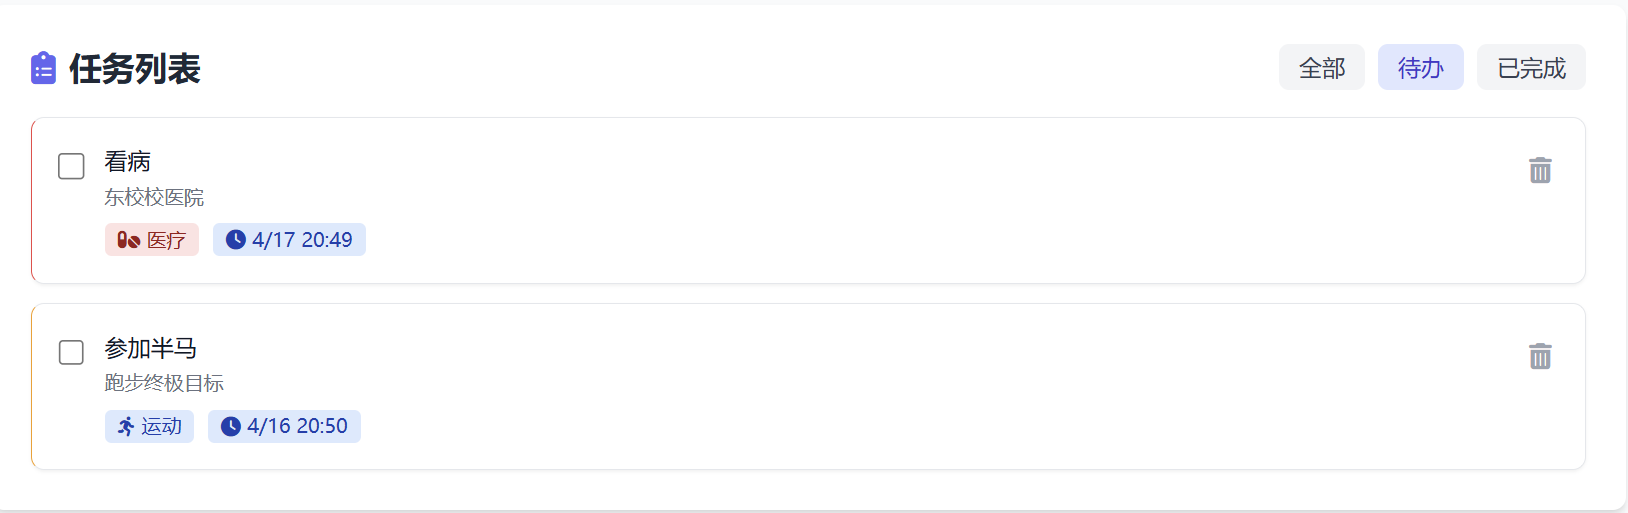 任务列表
全部
待办
已完成
看病
东校校医院
医疗
4/17 20:49
参加半马
跑步终极目标
运动
4/16 20:50